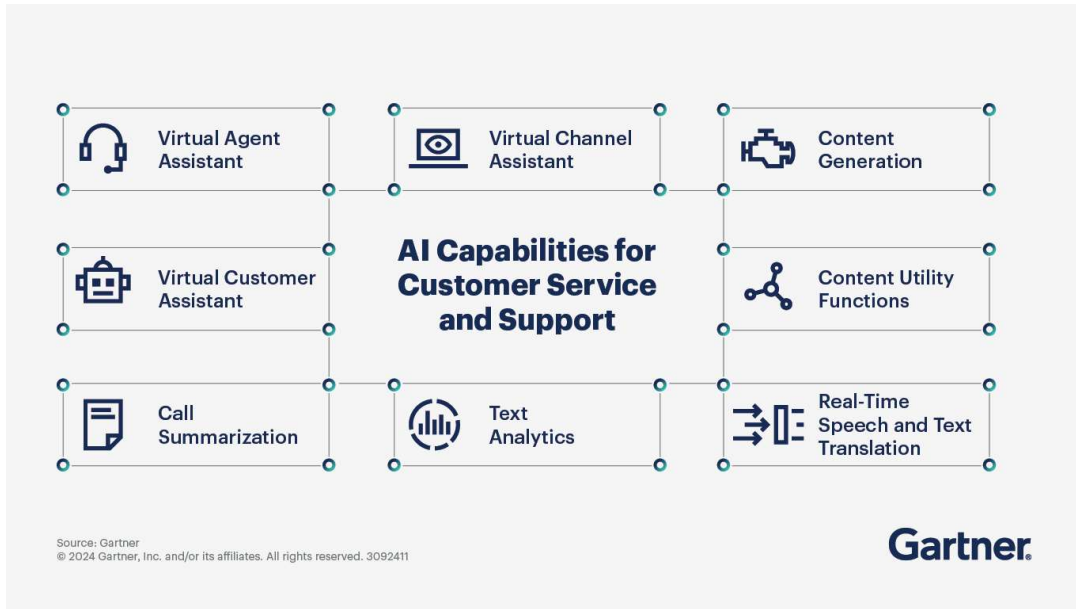 Virtual Agent
Assistant
Virtual Channel
Assistant
Content
Generation
Virtual Customer
Assistant
AI Capabilities for
Customer Service
and Support
Content Utility
Functions
Call
Summarization
Text
Analytics
Real-Time
Speech and Text
Translation
Source: Gartner
© 2024 Gartner, Inc. and/or its affiliates. All rights reserved. 3092411
Gartner®